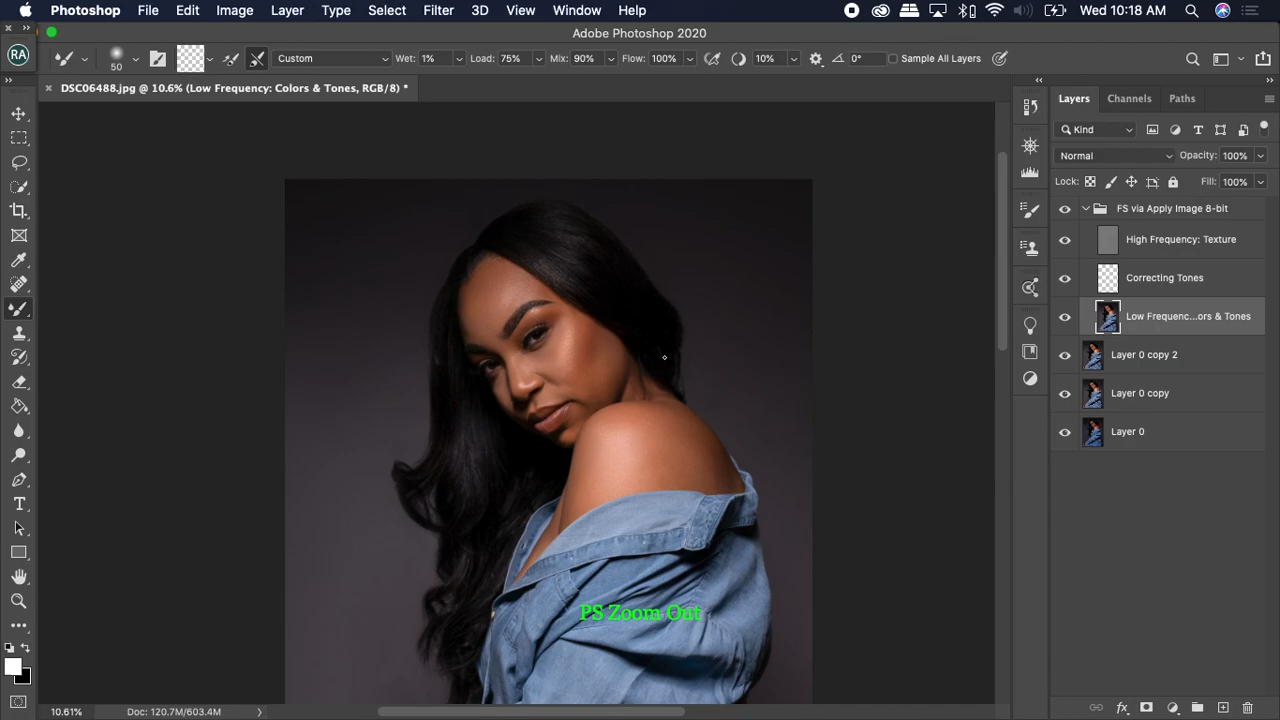 Photoshop File Edit Image Layer Type Select Filter 3D View Window Help Wed 10:18 AM
Adobe Photoshop 2020
RA
50 Custom Wet: 1% Load: 75% Mix: 90% Flow: 100% 10% 0° Sample All Layers
DSC06488.jpg @ 10.6% (Low Frequency: Colors & Tones, RGB/8) *
Layers Channels Paths
Kind
Normal Opacity: 100%
Lock: Fill: 100%
FS via Apply Image 8-bit
High Frequency: Texture
Correcting Tones
Low Frequenc...ors & Tones
Layer 0 copy 2
Layer 0 copy
Layer 0
PS Zoom Out
10.61% Doc: 120.7M/603.4M